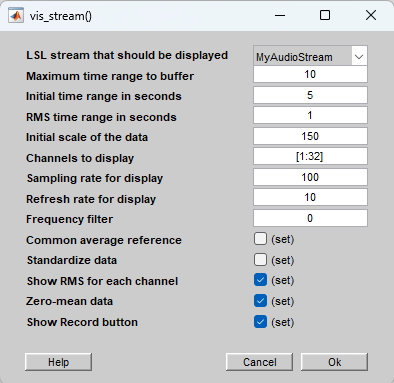 vis_stream()
LSL stream that should be displayed MyAudioStream
Maximum time range to buffer 10
Initial time range in seconds 5
RMS time range in seconds 1
Initial scale of the data 150
Channels to display [1:32]
Sampling rate for display 100
Refresh rate for display 10
Frequency filter 0
Common average reference (set)
Standardize data (set)
Show RMS for each channel (set)
Zero-mean data (set)
Show Record button (set)
Help Cancel Ok